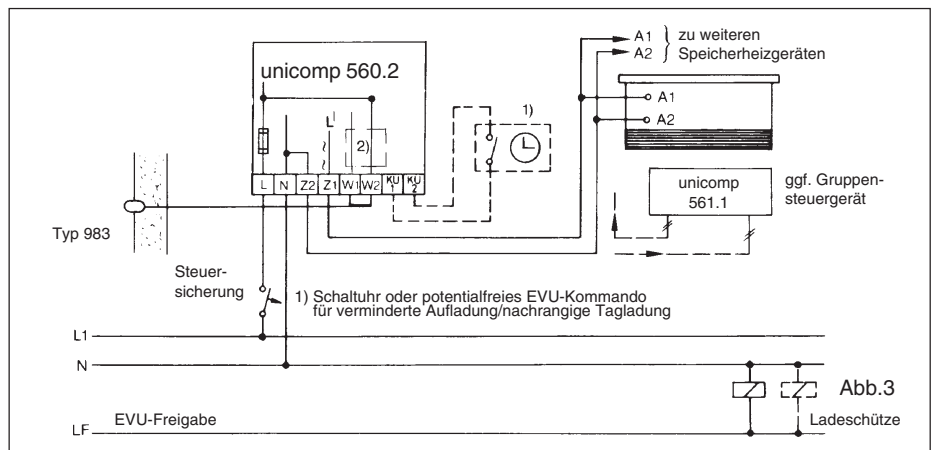 A1 zu weiteren
A2 Speicherheizgeräten
unicomp 560.2
A1
A2
1)
L'
2)
L N Z2 Z1 W1 W2 KU 1 KU 2
unicomp
561.1
ggf. Gruppen-
steuergerät
Typ 983
Steuer-
sicherung
1) Schaltuhr oder potentialfreies EVU-Kommando
für verminderte Aufladung/nachrangige Tagladung
L1
N
Abb.3
EVU-Freigabe
Ladeschütze
LF